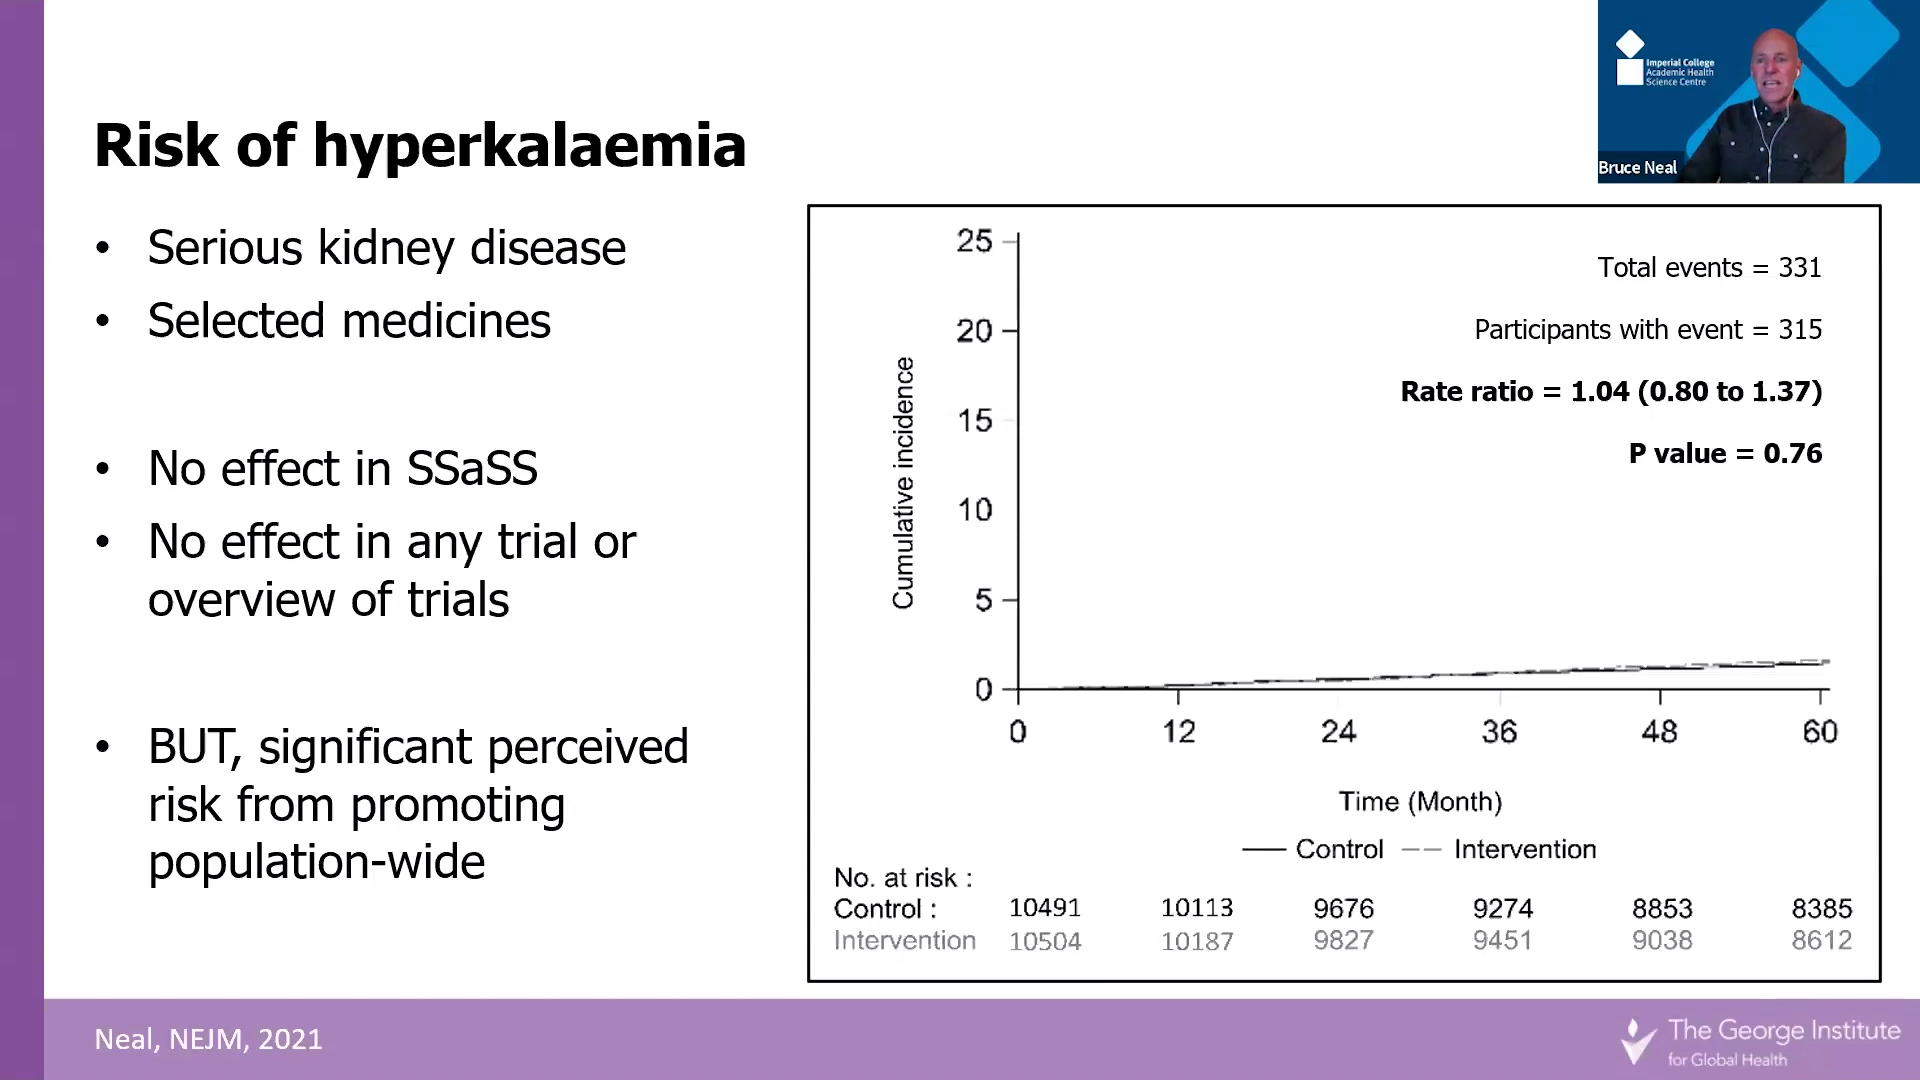 Imperial College
Academic Health
Science Centre
Bruce Neal
Risk of hyperkalaemia
• Serious kidney disease
• Selected medicines
• No effect in SSaSS
• No effect in any trial or
overview of trials
• BUT, significant perceived
risk from promoting
population-wide
Total events = 331
Participants with event = 315
Rate ratio = 1.04 (0.80 to 1.37)
P value = 0.76
Cumulative incidence
25
20
15
10
5
0
0 12 24 36 48 60
Time (Month)
Control Intervention
No. at risk :
Control : 10491 10113 9676 9274 8853 8385
Intervention 10504 10187 9827 9451 9038 8612
Neal, NEJM, 2021
The George Institute
for Global Health